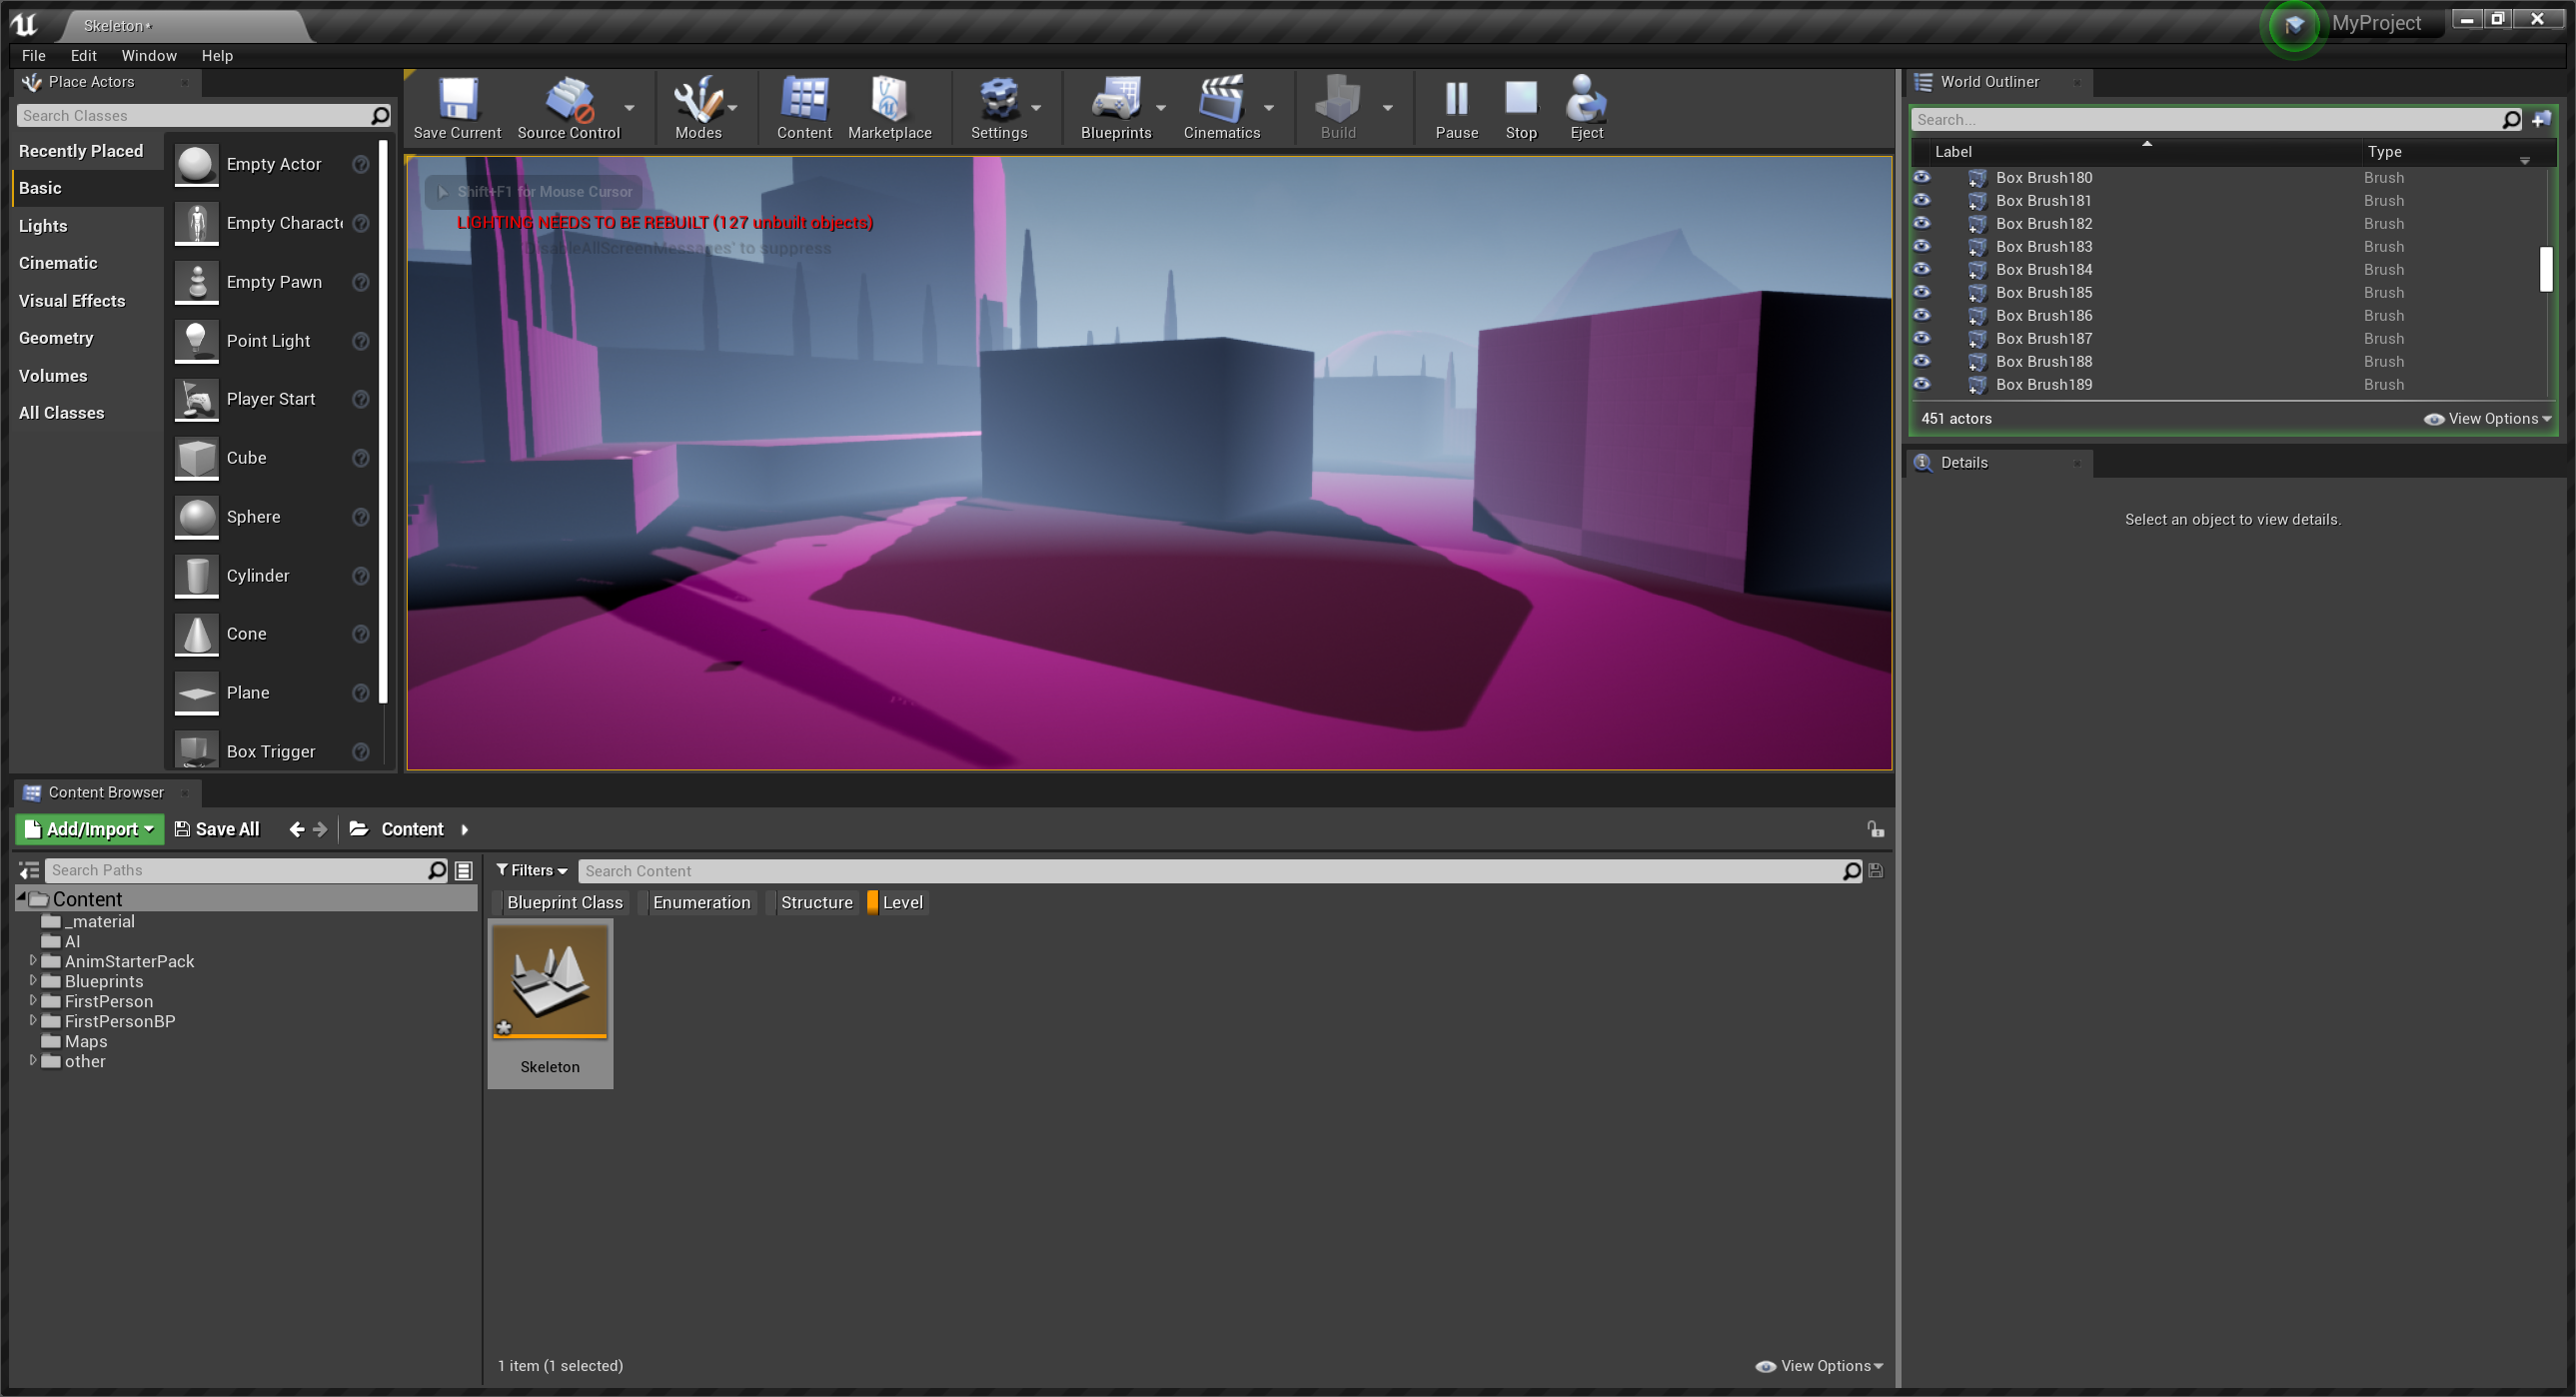 Skeleton*
MyProject
File Edit Window Help
Place Actors
Search Classes
Recently Placed
Basic
Lights
Cinematic
Visual Effects
Geometry
Volumes
All Classes
Empty Actor
Empty Characte
Empty Pawn
Point Light
Player Start
Cube
Sphere
Cylinder
Cone
Plane
Box Trigger
Save Current
Source Control
Modes
Content
Marketplace
Settings
Blueprints
Cinematics
Build
Pause
Stop
Eject
Shift+F1 for Mouse Cursor
LIGHTING NEEDS TO BE REBUILT (127 unbuilt objects)
'DisableAllScreenMessages' to suppress
World Outliner
Search...
Label Type
Box Brush180 Brush
Box Brush181 Brush
Box Brush182 Brush
Box Brush183 Brush
Box Brush184 Brush
Box Brush185 Brush
Box Brush186 Brush
Box Brush187 Brush
Box Brush188 Brush
Box Brush189 Brush
451 actors View Options
Details
Select an object to view details.
Content Browser
Add/Import Save All Content
Search Paths
Content
_material
AI
AnimStarterPack
Blueprints
FirstPerson
FirstPersonBP
Maps
other
Filters Search Content
Blueprint Class Enumeration Structure Level
Skeleton
1 item (1 selected) View Options